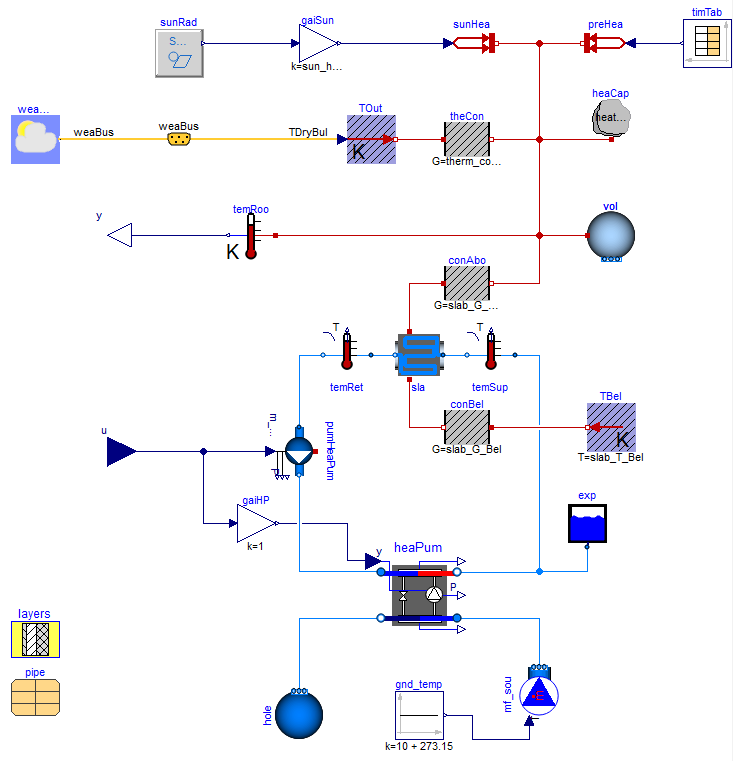 sunRad
S...
gaiSun
k=sun_h...
sunHea
preHea
timTab
wea...
weaBus
weaBus
TDryBul
TOut
K
theCon
G=therm_co...
heaCap
heat...
y
temRoo
K
vol
conAbo
G=slab_G_...
T
temRet
sla
T
temSup
conBel
G=slab_G_Bel
TBel
K
T=slab_T_Bel
u
m_...
pumHeaPum
P
gaiHP
k=1
exp
y
heaPum
P
layers
pipe
hole
gnd_temp
k=10 + 273.15
mf_sou
E